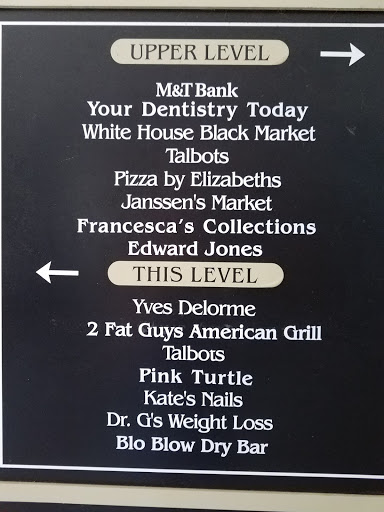 UPPER LEVEL
M&T Bank
Your Dentistry Today
White House Black Market
Talbots
Pizza by Elizabeths
Janssen's Market
Francesca's Collections
Edward Jones
THIS LEVEL
Yves Delorme
2 Fat Guys American Grill
Talbots
Pink Turtle
Kate's Nails
Dr. G's Weight Loss
Blo Blow Dry Bar